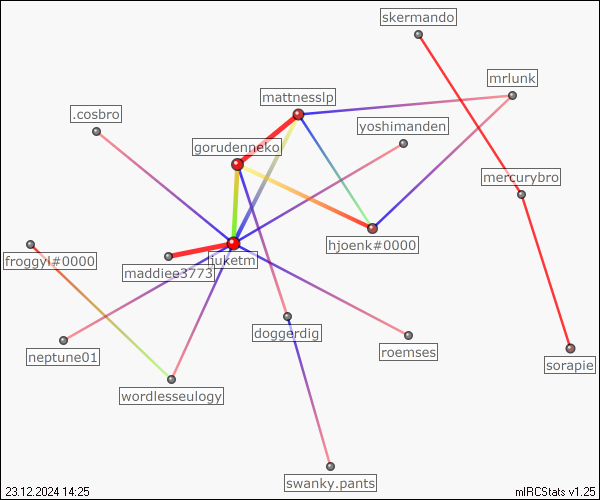 skermando
mrlunk
mattnesslp
.cosbro
yoshimanden
gorudenneko
mercurybro
hjoenk#0000
froggyl#0000
juketm
maddiee3773
doggerdig
roemses
neptune01
sorapie
wordlesseulogy
swanky.pants
23.12.2024 14:25
mIRCStats v1.25